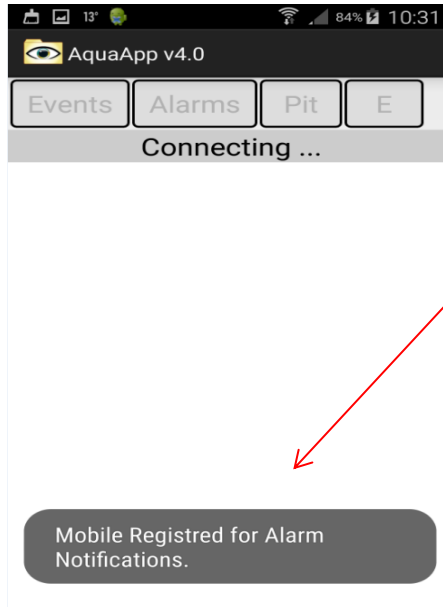 13° 84% 10:31
AquaApp v4.0
Events Alarms Pit E
Connecting ...
Mobile Registred for Alarm
Notifications.